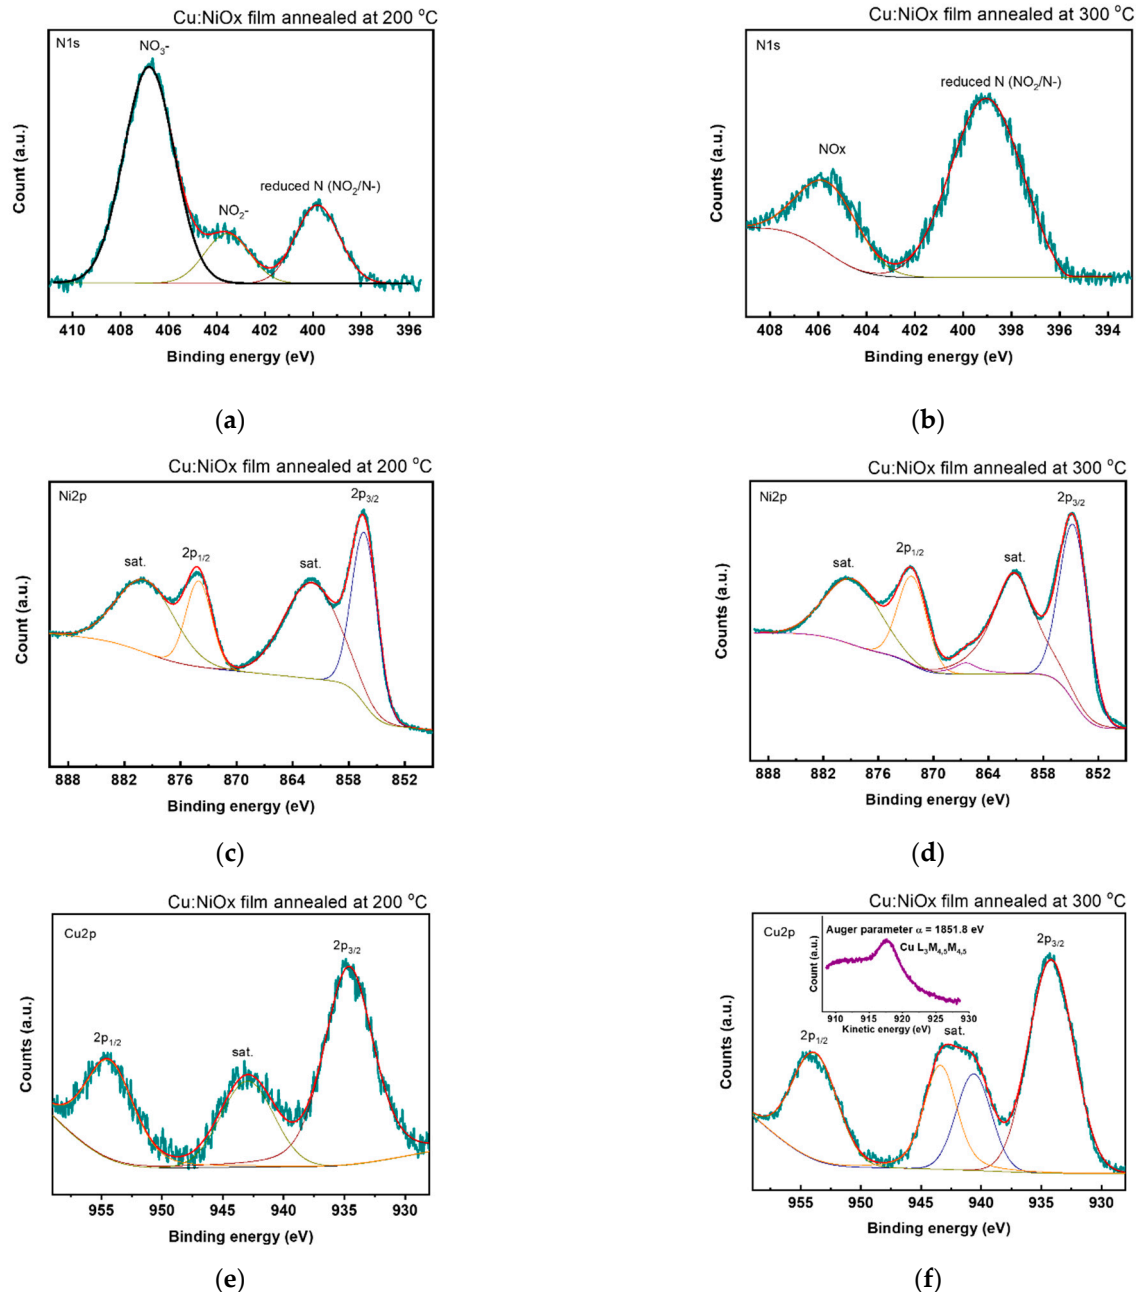 Cu:NiOx film annealed at 200 °C
N1s
NO₃-
NO₂-
reduced N (NO₂/N-)
Count (a.u.)
410 408 406 404 402 400 398 396
Binding energy (eV)
(a)
Cu:NiOx film annealed at 300 °C
N1s
NOx
reduced N (NO₂/N-)
Counts (a.u.)
408 406 404 402 400 398 396 394
Binding energy (eV)
(b)
Cu:NiOx film annealed at 200 °C
Ni2p
sat.
2p₁/₂
sat.
2p₃/₂
Count (a.u.)
888 882 876 870 864 858 852
Binding energy (eV)
(c)
Cu:NiOx film annealed at 300 °C
Ni2p
sat.
2p₁/₂
sat.
2p₃/₂
Counts (a.u.)
888 882 876 870 864 858 852
Binding energy (eV)
(d)
Cu:NiOx film annealed at 200 °C
Cu2p
2p₁/₂
sat.
2p₃/₂
Counts (a.u.)
955 950 945 940 935 930
Binding energy (eV)
(e)
Cu:NiOx film annealed at 300 °C
Cu2p
Auger parameter α = 1851.8 eV
Cu L₃M₄,₅M₄,₅
Count (a.u.)
910 915 920 925 930
Kinetic energy (eV)
2p₁/₂
sat.
2p₃/₂
Counts (a.u.)
955 950 945 940 935 930
Binding energy (eV)
(f)